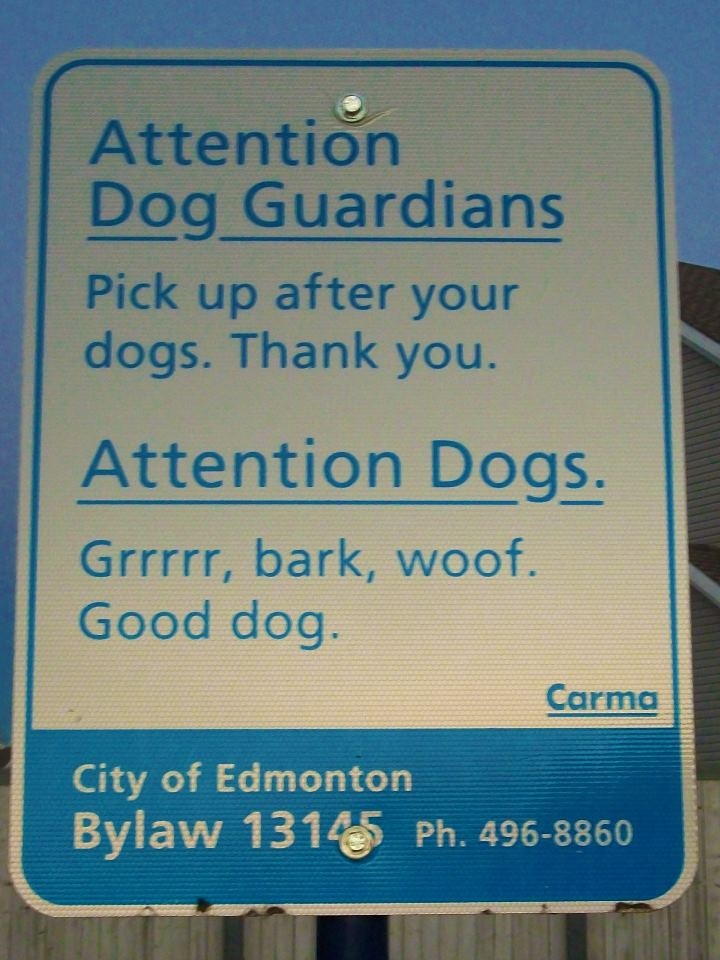 Attention
Dog Guardians
Pick up after your
dogs. Thank you.
Attention Dogs.
Grrrrr, bark, woof.
Good dog.
Carma
City of Edmonton
Bylaw 13145 Ph. 496-8860